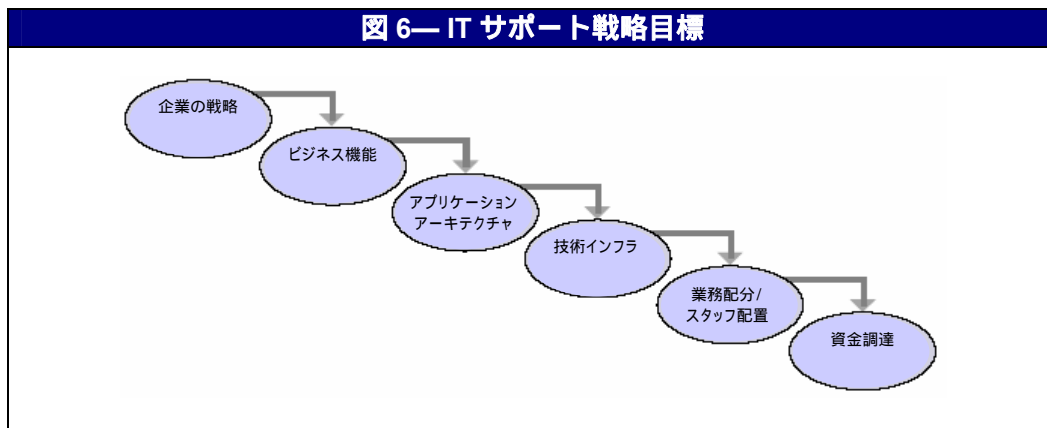 図 6— IT サポート戦略目標
企業の戦略
ビジネス機能
アプリケーション
アーキテクチャ
技術インフラ
業務配分/
スタッフ配置
資金調達